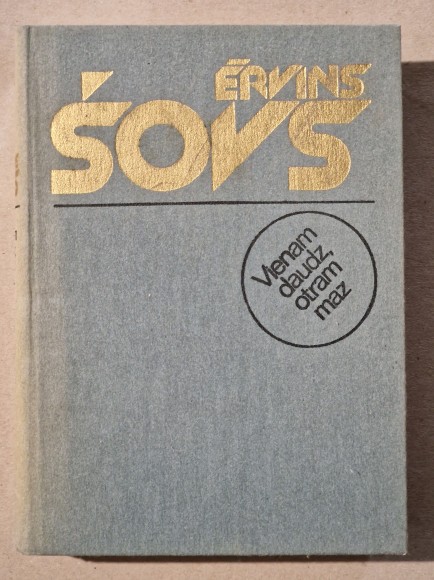 ĒRVINS
ŠOVS
Vienam
daudz,
otram
maz